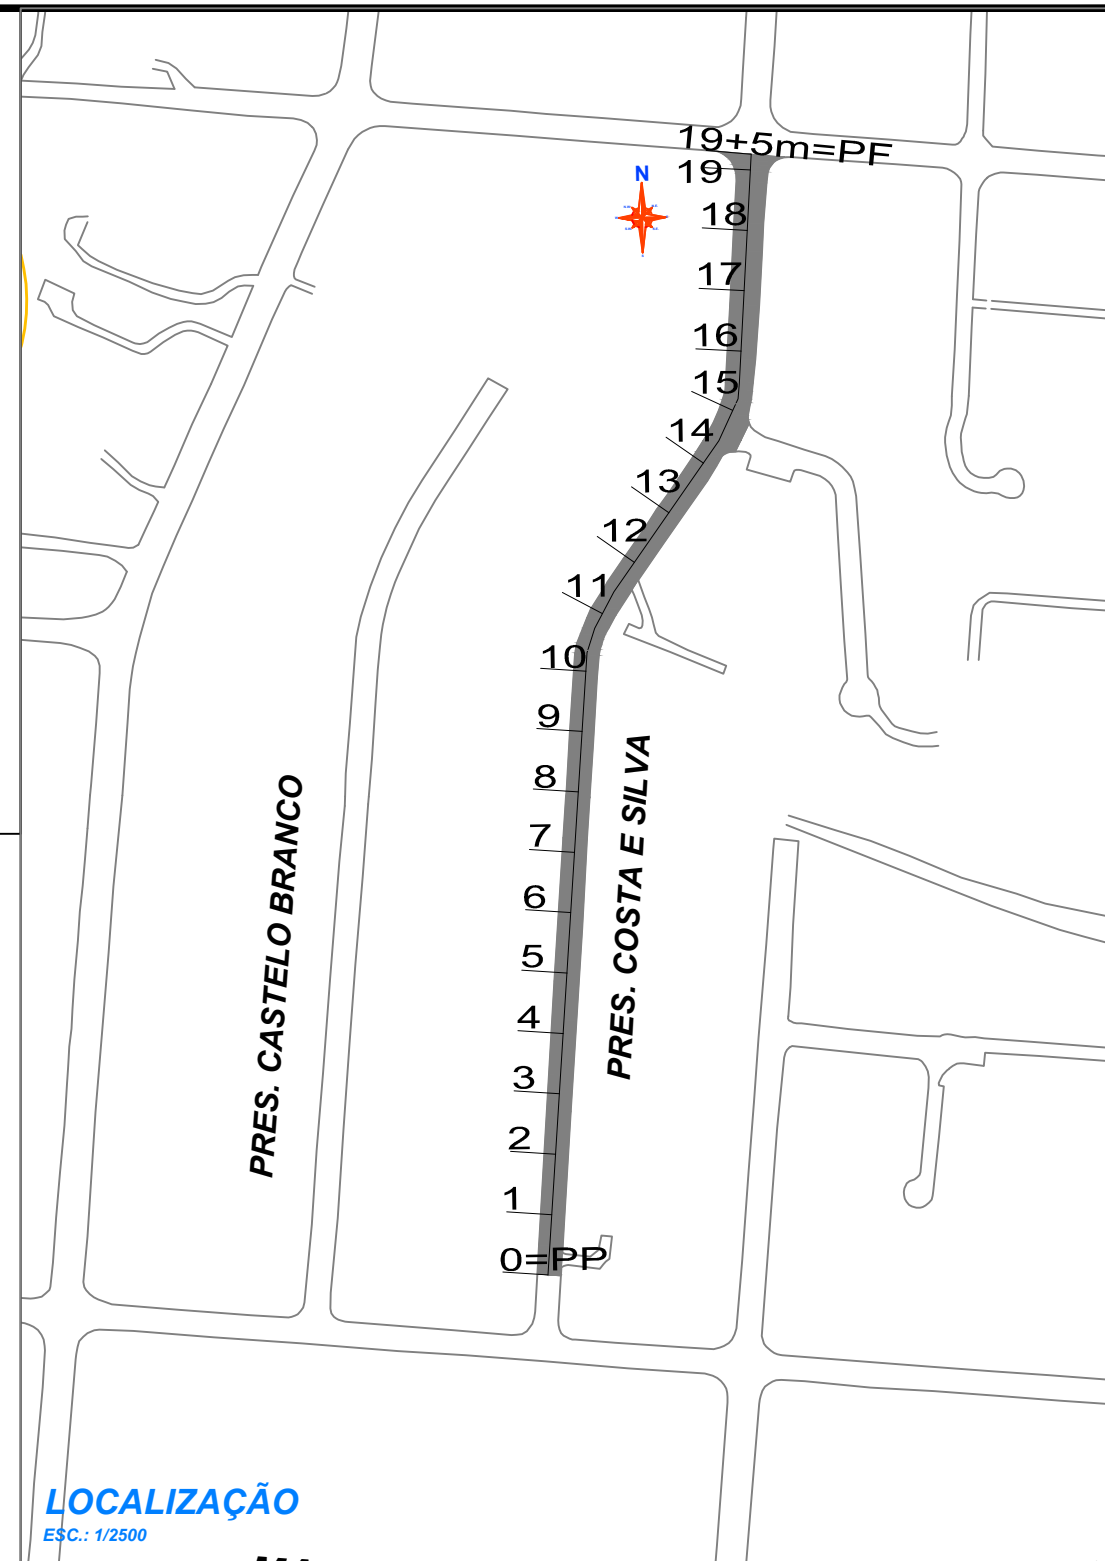 19+5m=PF
19
N
18
17
16
15
14
13
12
11
10
9
8
7
6
5
4
3
2
1
0=PP
PRES. COSTA E SILVA
PRES. CASTELO BRANCO
LOCALIZAÇÃO
ESC.: 1/2500